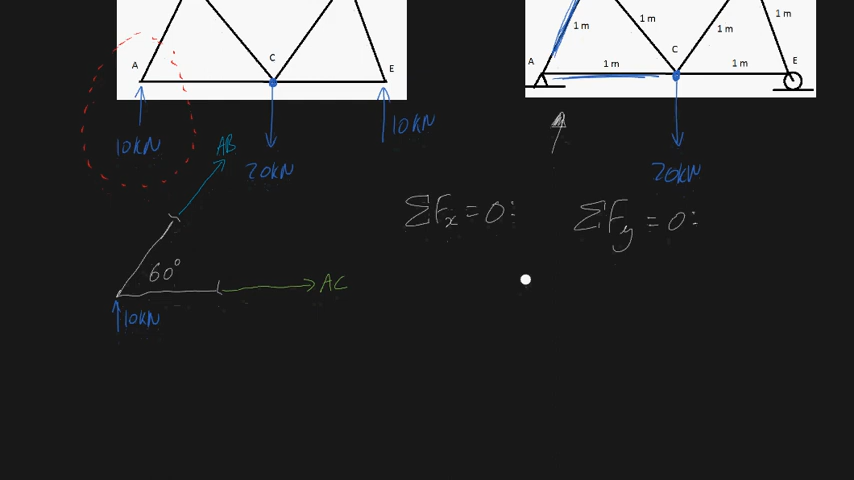 1 m
1 m
1 m
1 m
C
C
A
E
A
1 m
1 m
E
10KN
10KN
20KN
20KN
AB
ΣFx=0:
ΣFy=0:
60°
AC
10KN